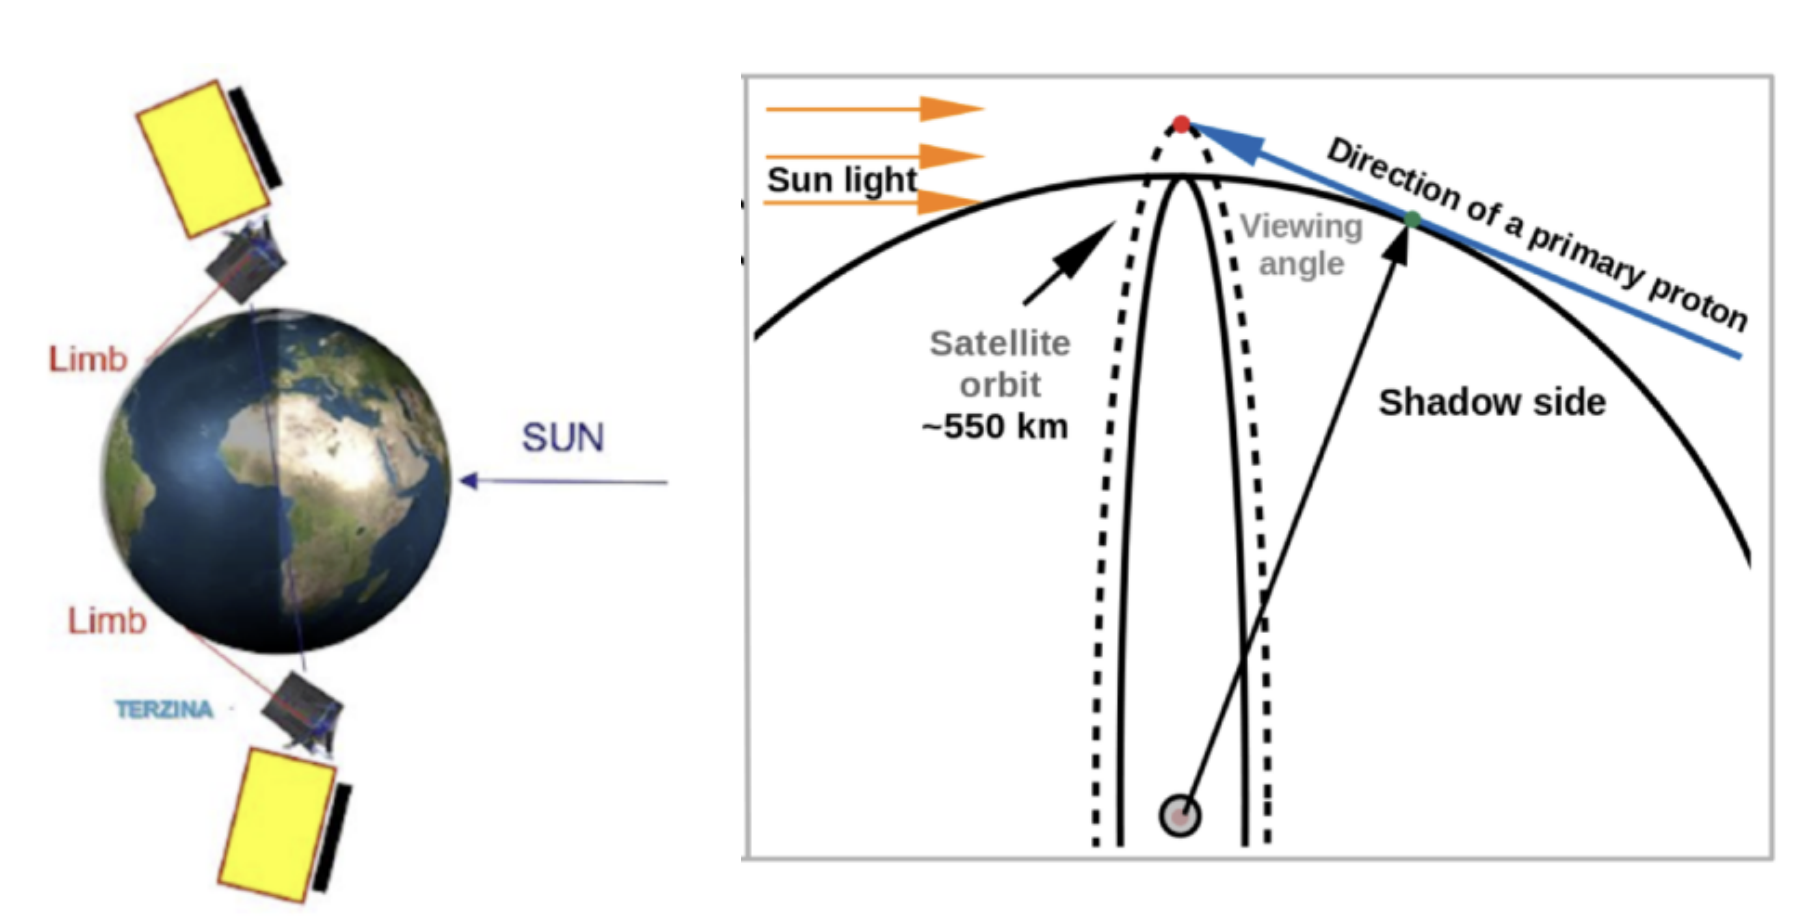 Limb
SUN
Limb
TERZINA
Sun light
Direction of a primary proton
Viewing
angle
Satellite
orbit
~550 km
Shadow side